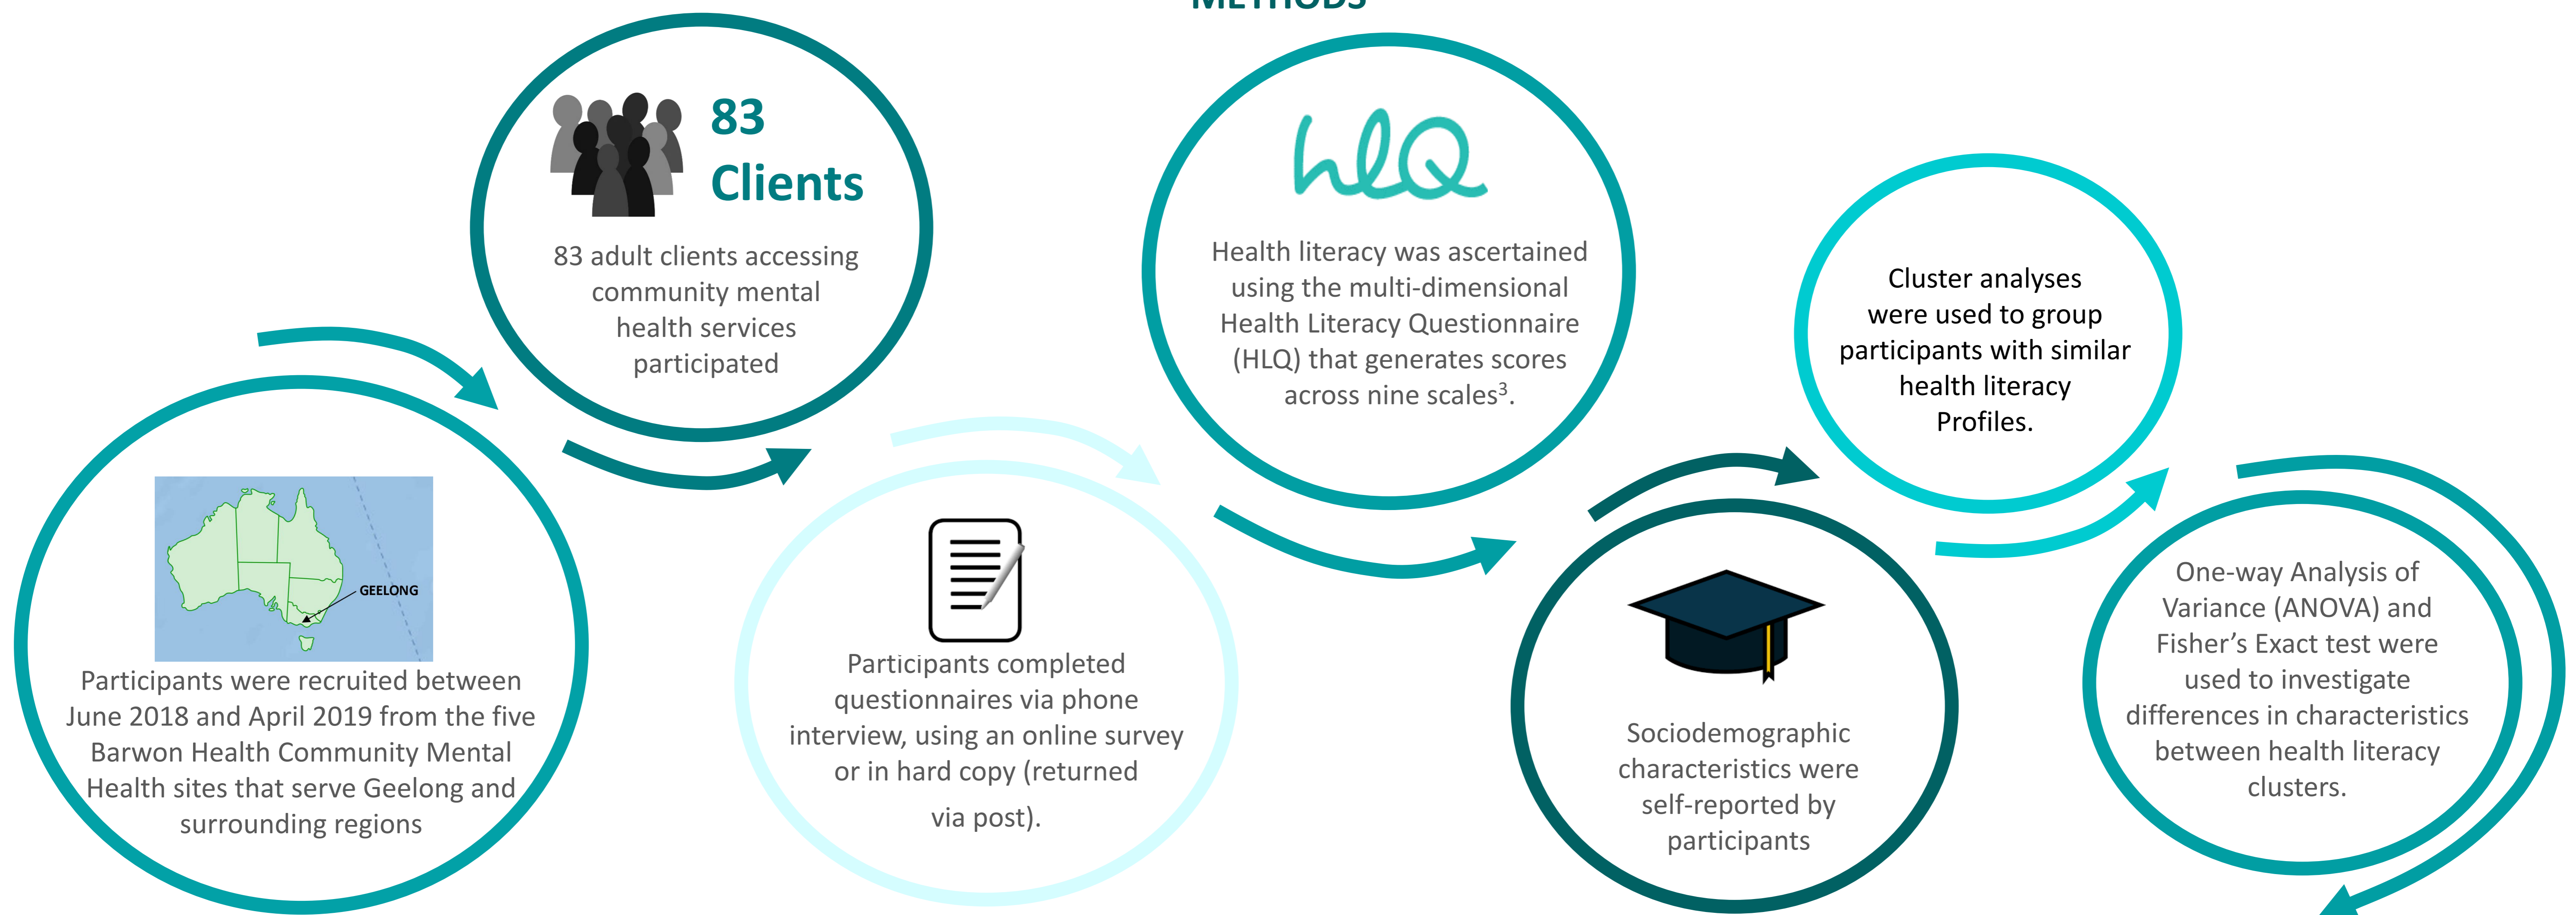 METHODS
GEELONG
Participants were recruited between
June 2018 and April 2019 from the five
Barwon Health Community Mental
Health sites that serve Geelong and
surrounding regions
83
Clients
83 adult clients accessing
community mental
health services
participated
Participants completed
questionnaires via phone
interview, using an online survey
or in hard copy (returned
via post).
hlQ
Health literacy was ascertained
using the multi-dimensional
Health Literacy Questionnaire
(HLQ) that generates scores
across nine scales³.
Sociodemographic
characteristics were
self-reported by
participants
Cluster analyses
were used to group
participants with similar
health literacy
Profiles.
One-way Analysis of
Variance (ANOVA) and
Fisher’s Exact test were
used to investigate
differences in characteristics
between health literacy
clusters.